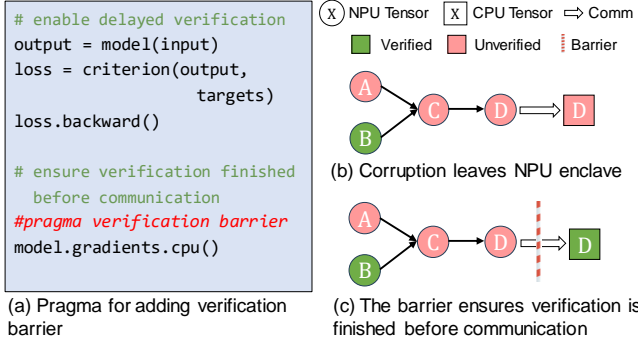 # enable delayed verification
output = model(input)
loss = criterion(output,
targets)
loss.backward()
# ensure verification finished
before communication
#pragma verification barrier
model.gradients.cpu()
(a) Pragma for adding verification
barrier
X NPU Tensor X CPU Tensor Comm
Verified Unverified Barrier
A
B
C
D
D
(b) Corruption leaves NPU enclave
A
B
C
D
D
(c) The barrier ensures verification is
finished before communication